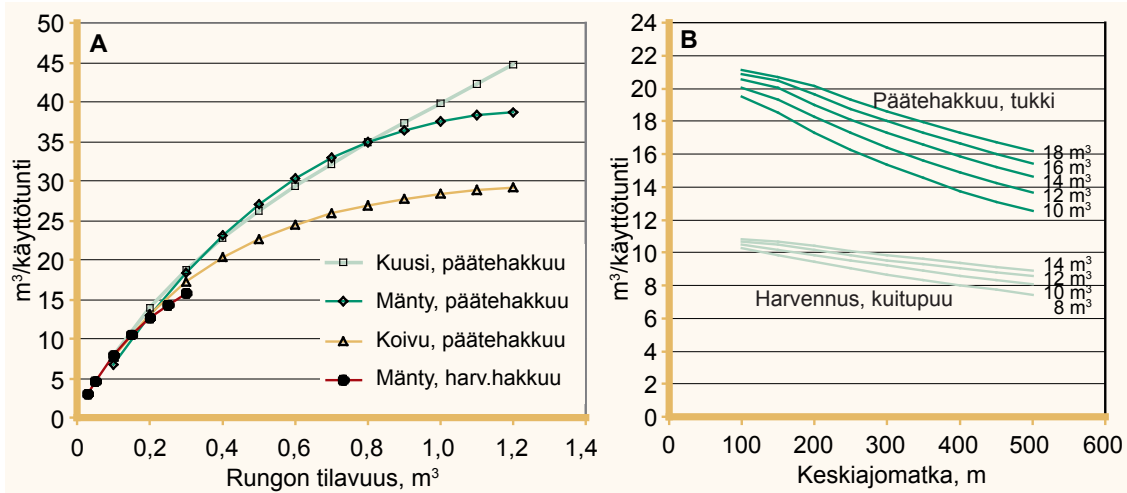 A
m³/käyttötunti
50
45
40
35
30
25
20
15
10
5
0
0 0,2 0,4 0,6 0,8 1,0 1,2 1,4
Rungon tilavuus, m³
Kuusi, päätehakkuu
Mänty, päätehakkuu
Koivu, päätehakkuu
Mänty, harv.hakkuu
B
m³/käyttötunti
24
22
20
18
16
14
12
10
8
6
4
2
0
0 100 200 300 400 500 600
Keskiajomatka, m
Päätehakkuu, tukki
18 m³
16 m³
14 m³
12 m³
10 m³
Harvennus, kuitupuu
14 m³
12 m³
10 m³
8 m³